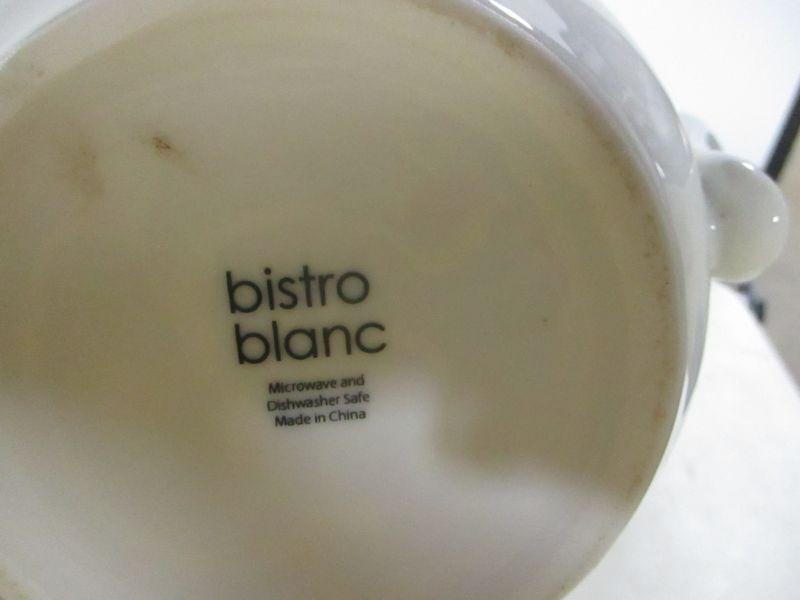 bistro
blanc
Microwave and
Dishwasher Safe
Made in China